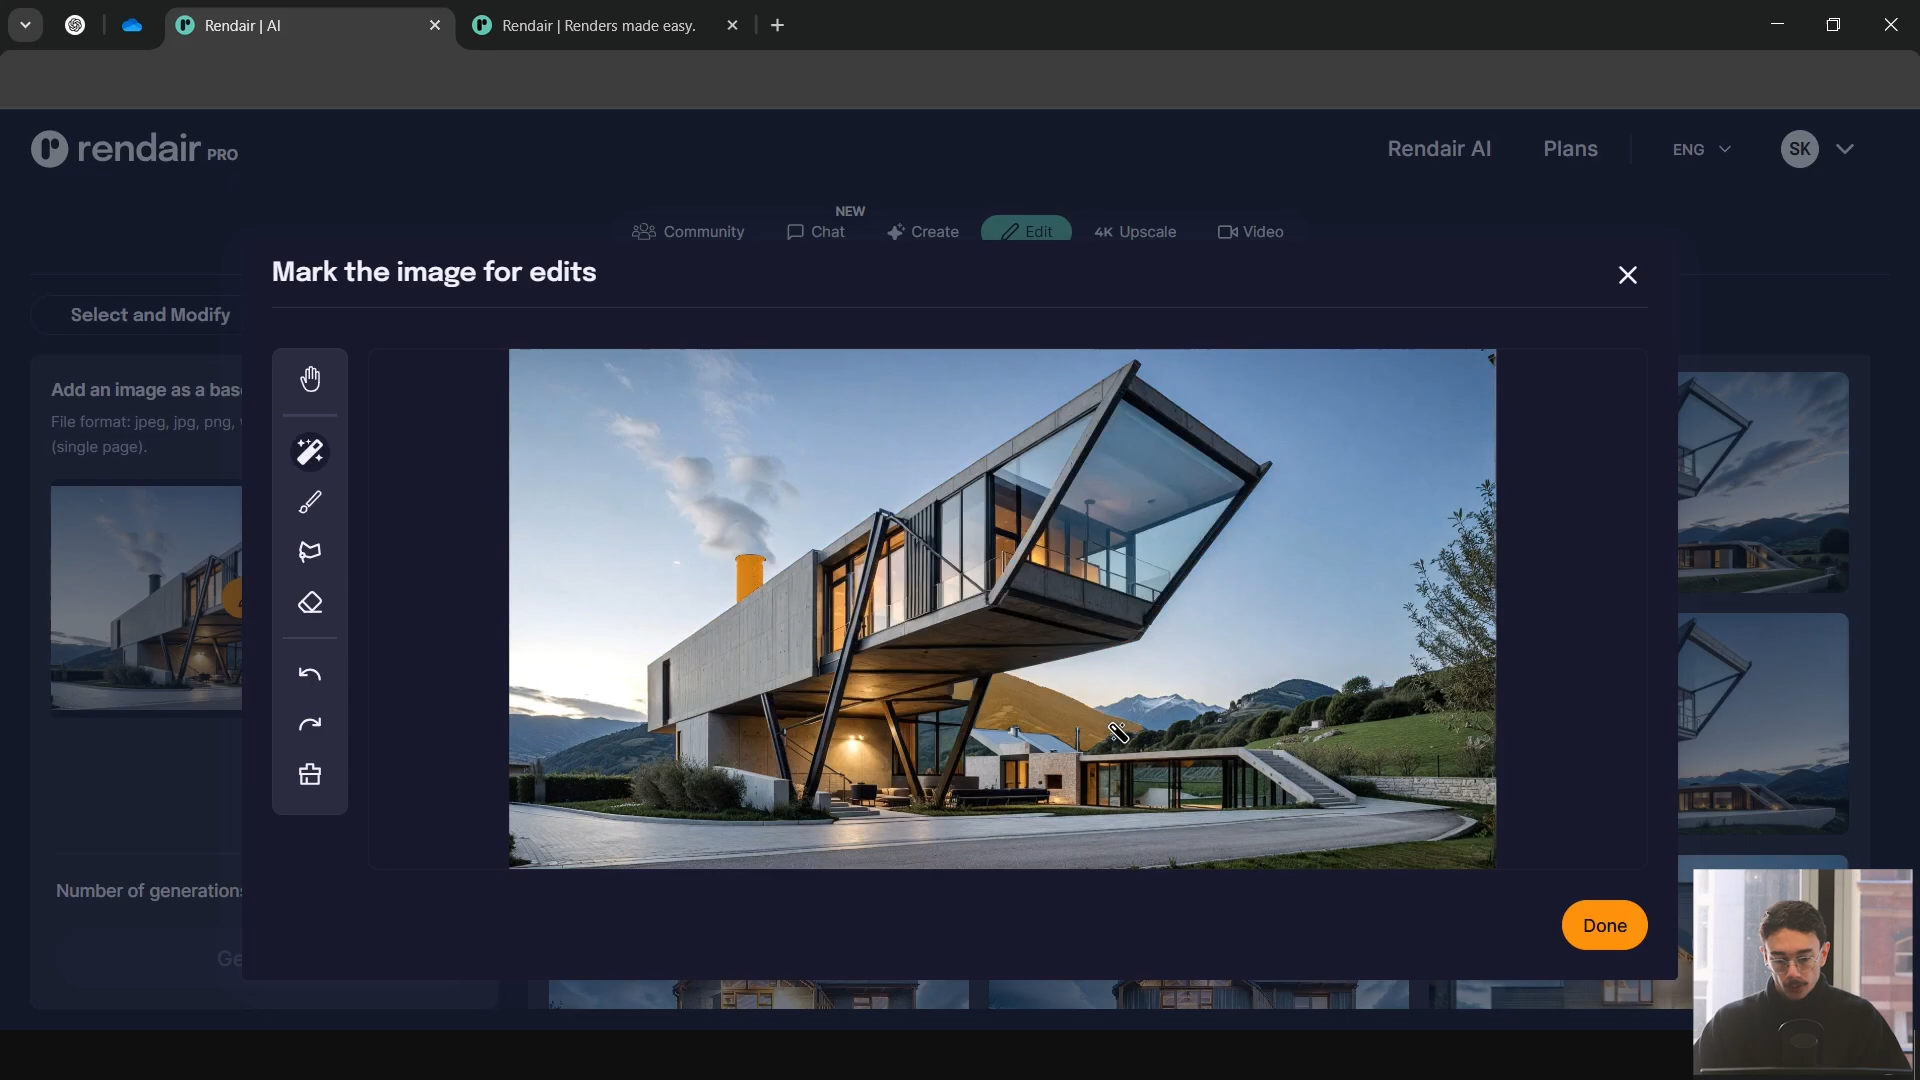 Rendair | AI
Rendair | Renders made easy.
rendair PRO
Rendair AI
Plans
ENG
SK
NEW
Community
Chat
Create
Edit
4K Upscale
Video
Mark the image for edits
Select and Modify
Add an image as a bas
File format: jpeg, jpg, png,
(single page).
Number of generations
Ge
Done